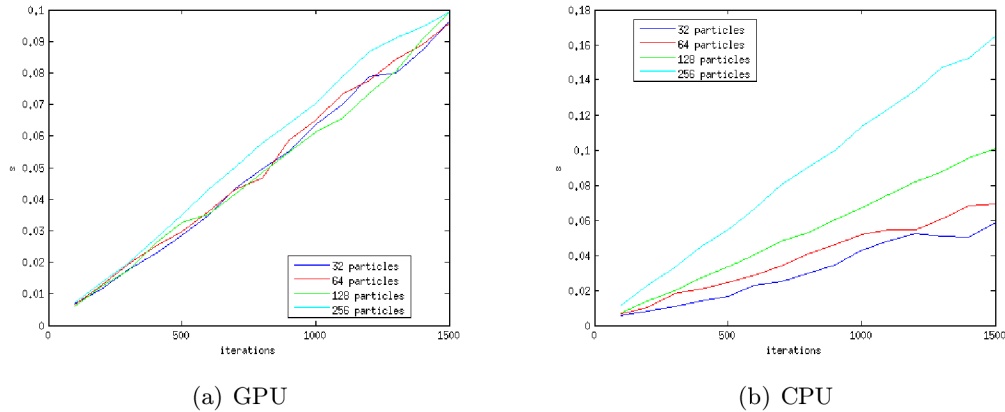 0.1
0.09
0.08
0.07
0.06
0.05
0.04
0.03
0.02
0.01
0
s
0
500
1000
1500
iterations
32 particles
64 particles
128 particles
256 particles
(a) GPU
0.18
0.16
0.14
0.12
0.1
0.08
0.06
0.04
0.02
0
s
0
500
1000
1500
iterations
32 particles
64 particles
128 particles
256 particles
(b) CPU